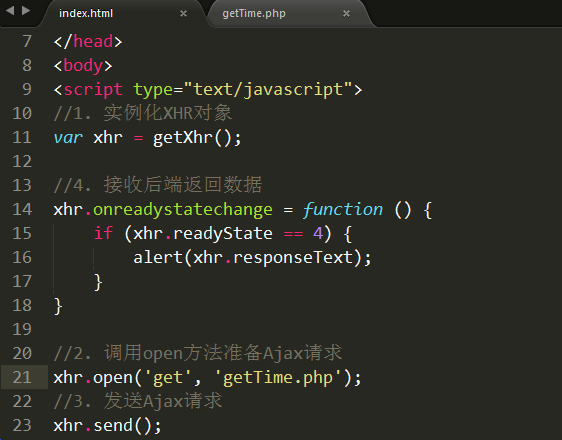 index.html × getTime.php ×
7 </head>
8 <body>
9 <script type="text/javascript">
10 //1. 实例化XHR对象
11 var xhr = getXhr();
12
13 //4. 接收后端返回数据
14 xhr.onreadystatechange = function () {
15     if (xhr.readyState == 4) {
16         alert(xhr.responseText);
17     }
18 }
19
20 //2. 调用open方法准备Ajax请求
21 xhr.open('get', 'getTime.php');
22 //3. 发送Ajax请求
23 xhr.send();